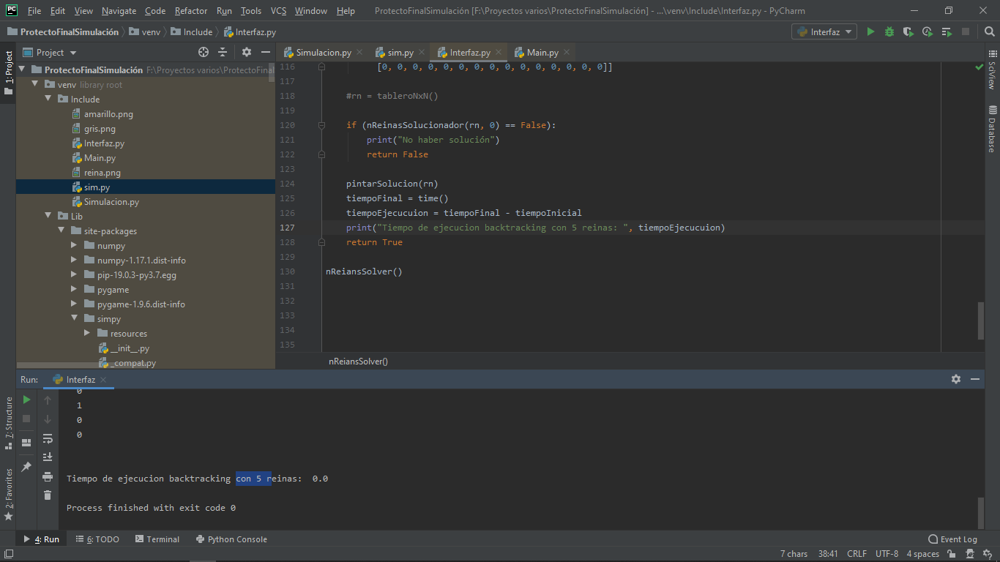 PC File Edit View Navigate Code Refactor Run Tools VCS Window Help ProtectoFinalSimulación [F:\Proyectos varios\ProtectoFinalSimulación] - ...\venv\Include\Interfaz.py - PyCharm
ProtectoFinalSimulación venv Include Interfaz.py Interfaz
1: Project
Project
Simulacion.py sim.py Interfaz.py Main.py
ProtectoFinalSimulación F:\Proyectos varios\ProtectoFinal
venv library root
Include
amarillo.png
gris.png
Interfaz.py
Main.py
reina.png
sim.py
Simulacion.py
Lib
site-packages
numpy
numpy-1.17.1.dist-info
pip-19.0.3-py3.7.egg
pygame
pygame-1.9.6.dist-info
simpy
resources
__init__.py
_compat.py
116 [0, 0, 0, 0, 0, 0, 0, 0, 0, 0, 0, 0, 0, 0, 0]]
117
118 #rn = tableroNxN()
119
120 if (nReinasSolucionador(rn, 0) == False):
121 print("No haber solución")
122 return False
123
124 pintarSolucion(rn)
125 tiempoFinal = time()
126 tiempoEjecucuion = tiempoFinal - tiempoInicial
127 print("Tiempo de ejecucion backtracking con 5 reinas: ", tiempoEjecucuion)
128 return True
129
130 nReiansSolver()
131
132
133
134
135
nReiansSolver()
SciView
Database
Run: Interfaz
0
1
0
0
Tiempo de ejecucion backtracking con 5 reinas: 0.0
Process finished with exit code 0
7: Structure
2: Favorites
4: Run 6: TODO Terminal Python Console Event Log
7 chars 38:41 CRLF UTF-8 4 spaces